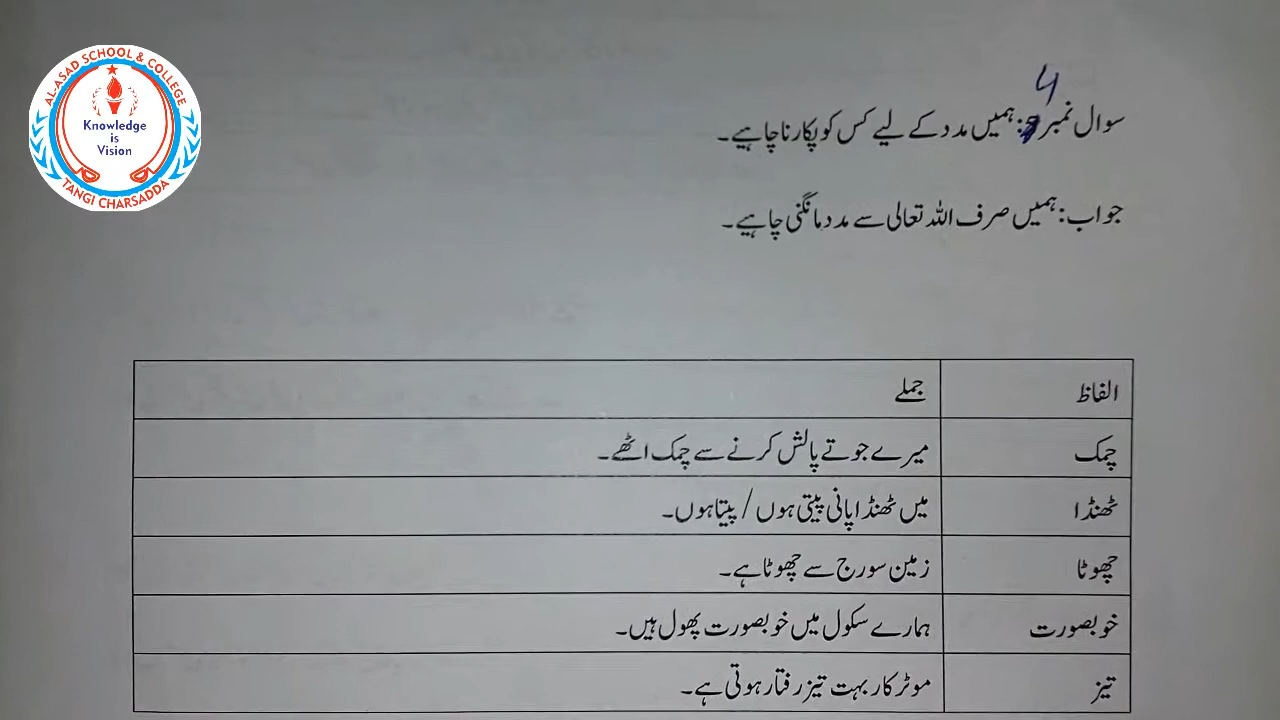 AL-ASAD SCHOOL & COLLEGE
Knowledge
is
Vision
TANGI CHARSADDA
4
سوال نمبر: ہمیں مدد کے لیے کس کو پکارنا چاہیے۔
جواب: ہمیں صرف اللہ تعالی سے مدد مانگنی چاہیے۔
الفاظ جملے
چمک میرے جوتے پالش کرنے سے چمک اٹھے۔
ٹھنڈا میں ٹھنڈا پانی پیتی ہوں / پیتا ہوں۔
چھوٹا زمین سورج سے چھوٹا ہے۔
خوبصورت ہمارے سکول میں خوبصورت پھول ہیں۔
تیز موٹر کار بہت تیز رفتار ہوتی ہے۔